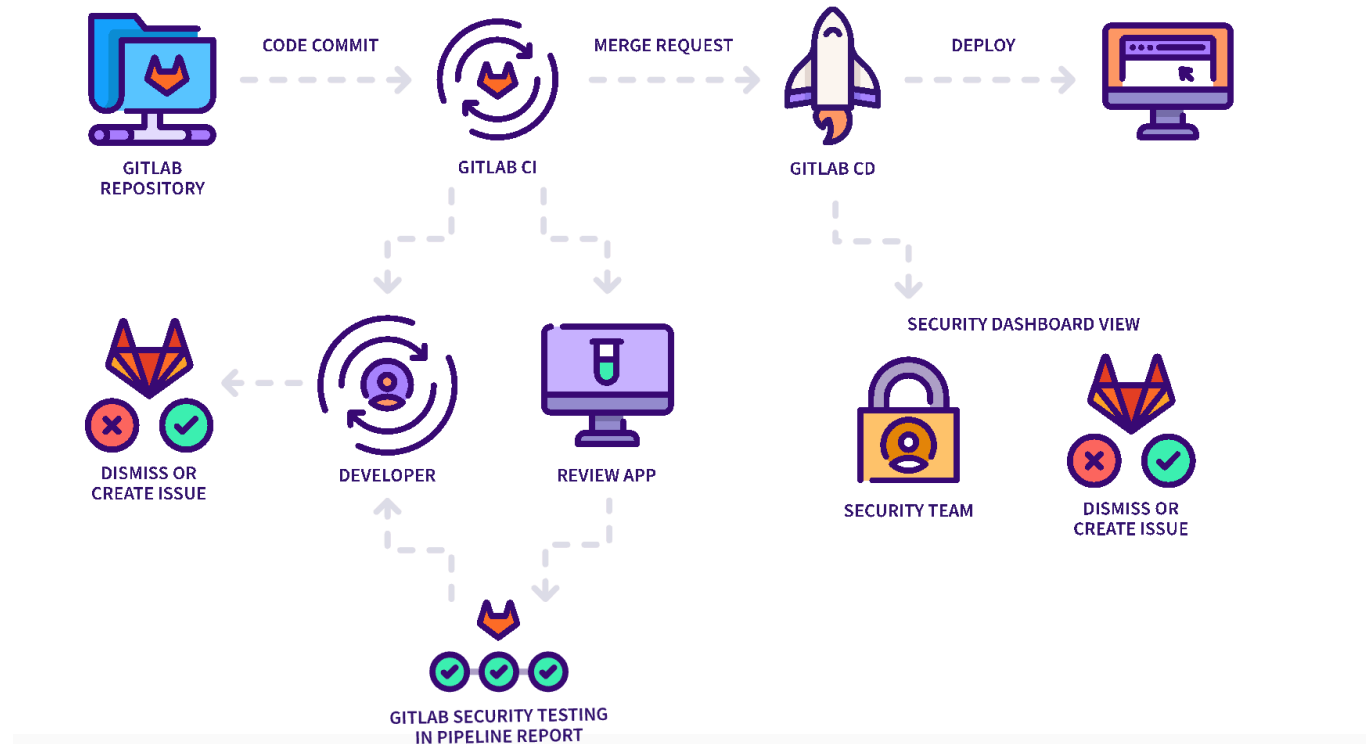 CODE COMMIT
MERGE REQUEST
DEPLOY
GITLAB
REPOSITORY
GITLAB CI
GITLAB CD
SECURITY DASHBOARD VIEW
DISMISS OR
CREATE ISSUE
DEVELOPER
REVIEW APP
SECURITY TEAM
DISMISS OR
CREATE ISSUE
GITLAB SECURITY TESTING
IN PIPELINE REPORT